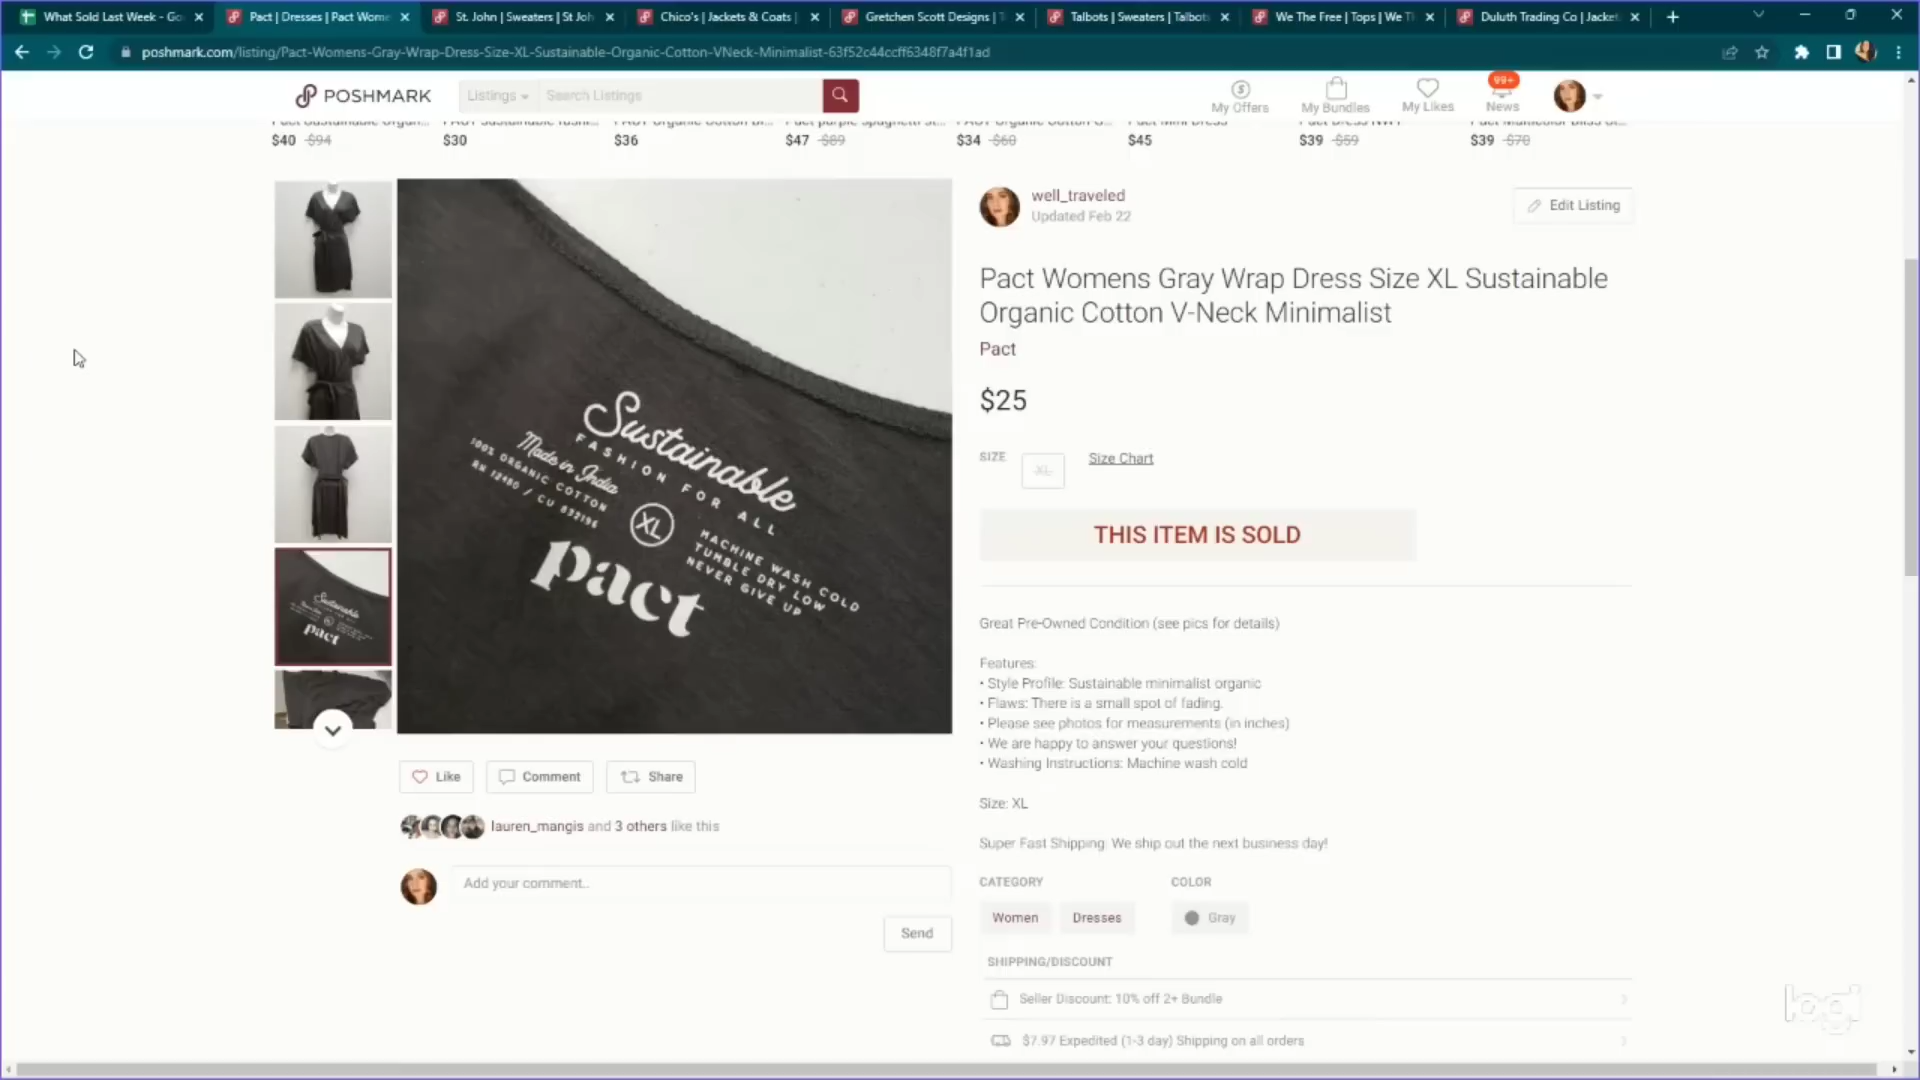 What Sold Last Week - Go
Pact | Dresses | Pact Wome
St. John | Sweaters | St Joh
Chico's | Jackets & Coats |
Gretchen Scott Designs |
Talbots | Sweaters | Talbots
We The Free | Tops | We T
Duluth Trading Co | Jacket
poshmark.com/listing/Pact-Womens-Gray-Wrap-Dress-Size-XL-Sustainable-Organic-Cotton-VNeck-Minimalist-63f52c44ccff6348f7a4f1ad
POSHMARK
Listings
Search Listings
My Offers
My Bundles
My Likes
99+
News
$40 $94
$30
$36
$47 $89
$34 $60
$45
$39 $59
$39 $70
well_traveled
Updated Feb 22
Edit Listing
Pact Womens Gray Wrap Dress Size XL Sustainable
Organic Cotton V-Neck Minimalist
Pact
$25
SIZE
XL
Size Chart
THIS ITEM IS SOLD
Sustainable
FASHION FOR ALL
Made in India
100% ORGANIC COTTON
RN 12480 / CU 832196
XL
MACHINE WASH COLD
TUMBLE DRY LOW
NEVER GIVE UP
pact
Sustainable
pact
Great Pre-Owned Condition (see pics for details)
Features:
• Style Profile: Sustainable minimalist organic
• Flaws: There is a small spot of fading.
• Please see photos for measurements (in inches)
• We are happy to answer your questions!
• Washing Instructions: Machine wash cold
Size: XL
Super Fast Shipping: We ship out the next business day!
Like
Comment
Share
lauren_mangis and 3 others like this
Add your comment..
Send
CATEGORY
Women
Dresses
COLOR
Gray
SHIPPING/DISCOUNT
Seller Discount: 10% off 2+ Bundle
$7.97 Expedited (1-3 day) Shipping on all orders
logi